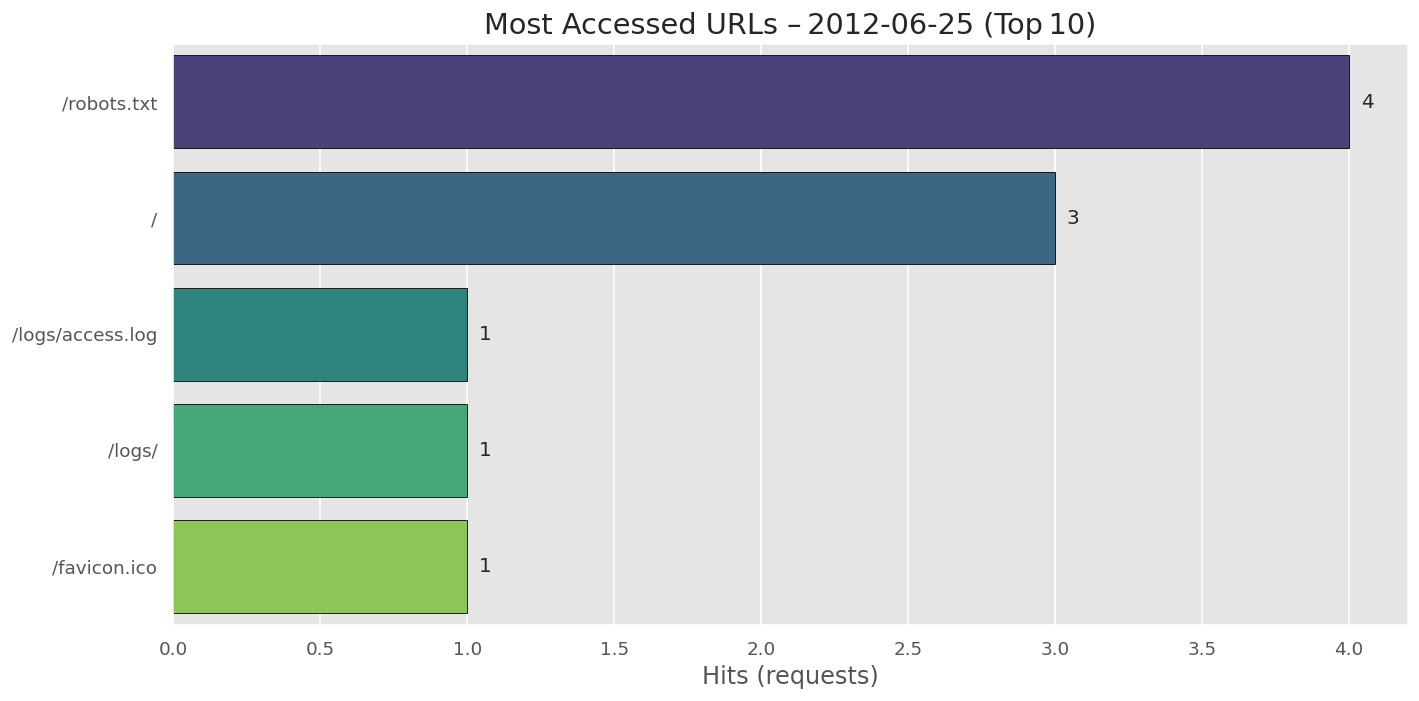 Most Accessed URLs – 2012-06-25 (Top 10)
/robots.txt
4
/
3
/logs/access.log
1
/logs/
1
/favicon.ico
1
0.0 0.5 1.0 1.5 2.0 2.5 3.0 3.5 4.0
Hits (requests)